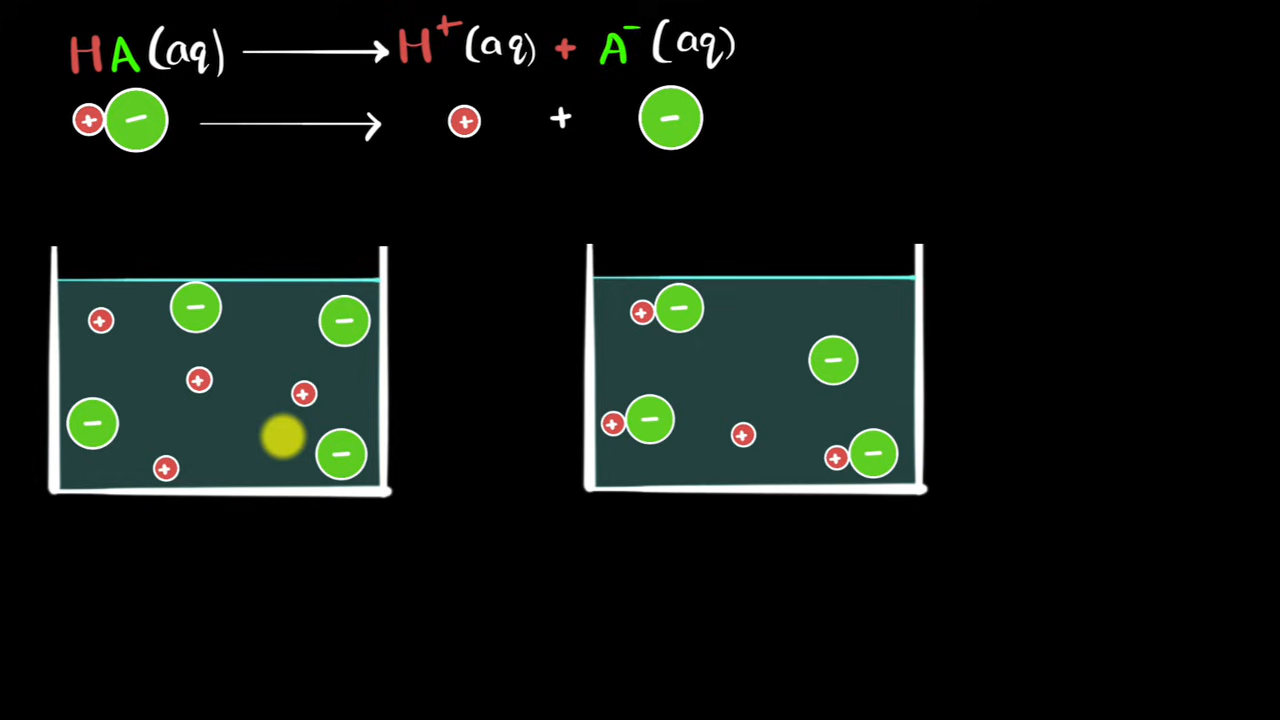 HA(aq) ⟶ H⁺(aq) + A⁻(aq)
+ − ⟶ + + −
− + − + + − − +
+ − − + − + + −